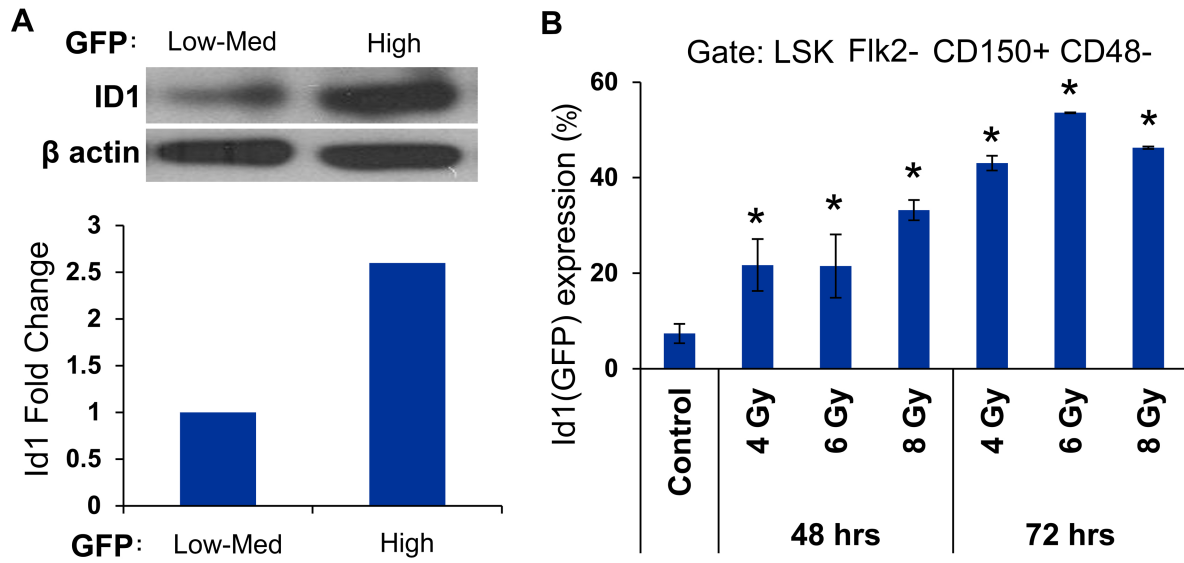 A
GFP: Low-Med High
ID1
β actin
Id1 Fold Change
3
2.5
2
1.5
1
0.5
0
GFP: Low-Med High
B
Gate: LSK Flk2- CD150+ CD48-
Id1(GFP) expression (%)
60
40
20
0
* * * * * *
Control 4 Gy 6 Gy 8 Gy 4 Gy 6 Gy 8 Gy
48 hrs 72 hrs